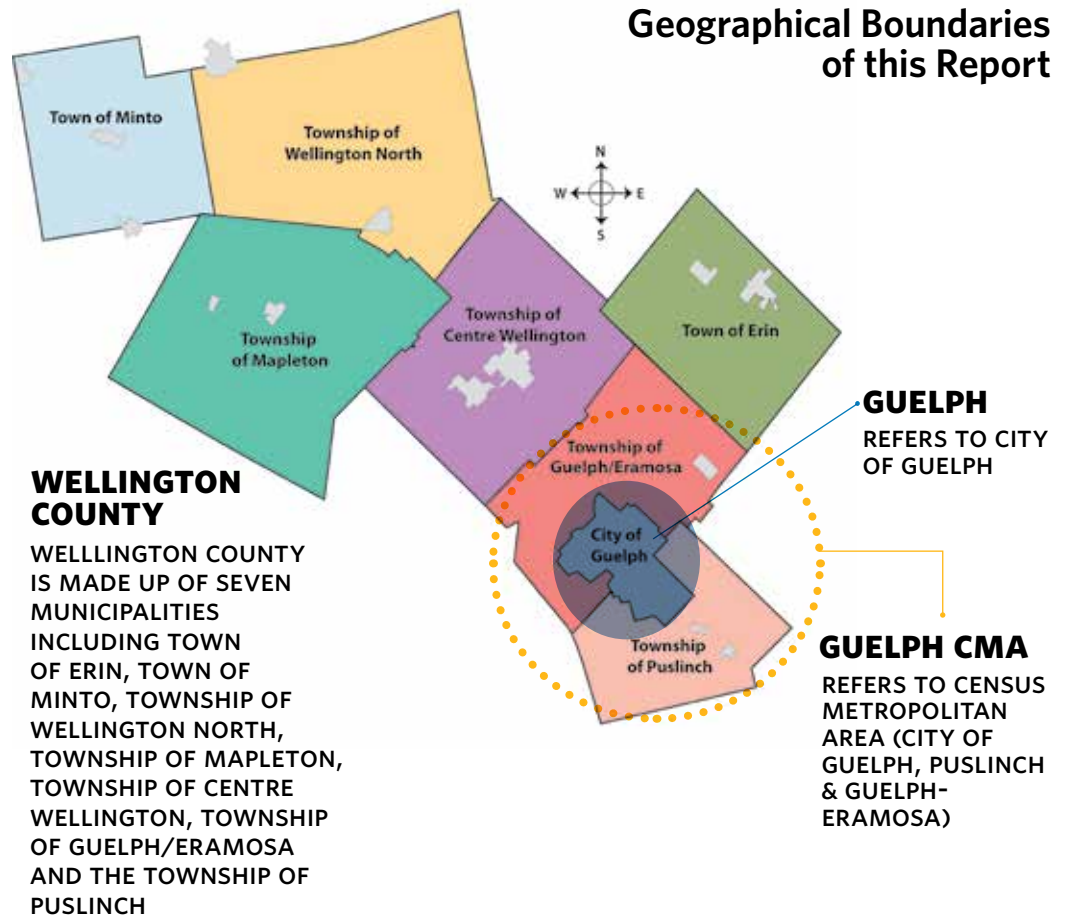 Geographical Boundaries
of this Report
Town of Minto
Township of
Wellington North
N
W
E
S
Township of
Centre Wellington
Town of Erin
Township
of Mapleton
GUELPH
REFERS TO CITY
OF GUELPH
Township of
Guelph/Eramosa
City of
Guelph
Township
of Puslinch
WELLINGTON
COUNTY
WELLLINGTON COUNTY
IS MADE UP OF SEVEN
MUNICIPALITIES
INCLUDING TOWN
OF ERIN, TOWN OF
MINTO, TOWNSHIP OF
WELLINGTON NORTH,
TOWNSHIP OF MAPLETON,
TOWNSHIP OF CENTRE
WELLINGTON, TOWNSHIP
OF GUELPH/ERAMOSA
AND THE TOWNSHIP OF
PUSLINCH
GUELPH CMA
REFERS TO CENSUS
METROPOLITAN
AREA (CITY OF
GUELPH, PUSLINCH
& GUELPH-
ERAMOSA)